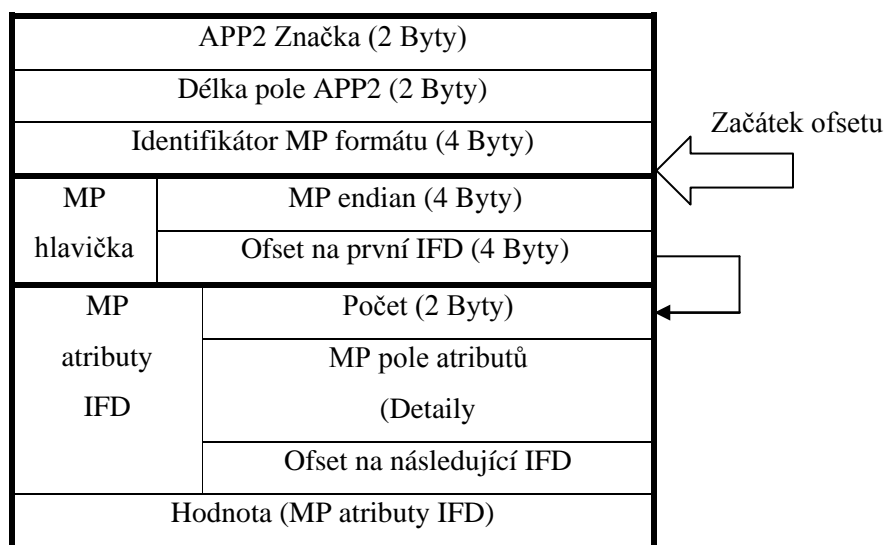 APP2 Značka (2 Byty)
Délka pole APP2 (2 Byty)
Identifikátor MP formátu (4 Byty)
Začátek ofsetu
MP
hlavička
MP endian (4 Byty)
Ofset na první IFD (4 Byty)
MP
atributy
IFD
Počet (2 Byty)
MP pole atributů
(Detaily
Ofset na následující IFD
Hodnota (MP atributy IFD)